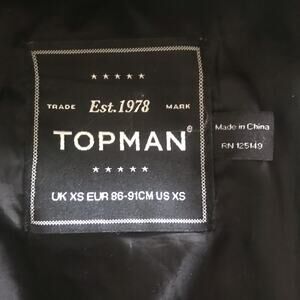 ★★★★★
TRADE Est.1978 MARK
TOPMAN®
★★★★★
UK XS EUR 86-91CM US XS
Made in China
RN 125149